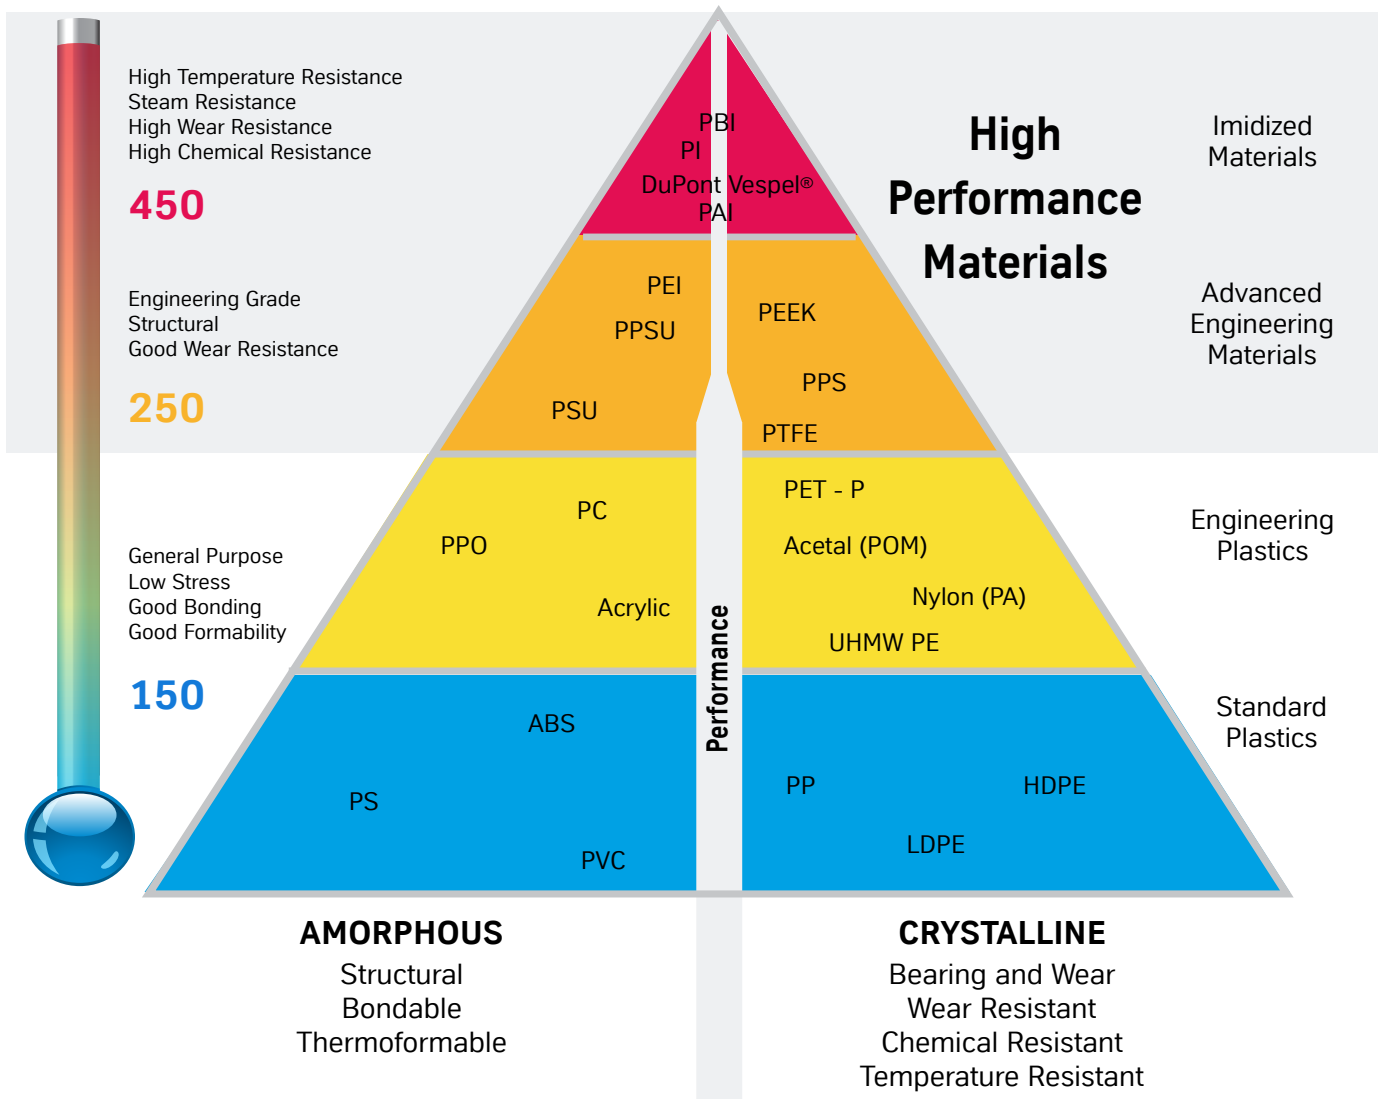 High Temperature Resistance
Steam Resistance
High Wear Resistance
High Chemical Resistance
450
Engineering Grade
Structural
Good Wear Resistance
250
General Purpose
Low Stress
Good Bonding
Good Formability
150
PBI
PI
DuPont Vespel®
PAI
PEI
PPSU
PSU
PEEK
PPS
PTFE
PC
PPO
Acrylic
PET - P
Acetal (POM)
Nylon (PA)
UHMW PE
ABS
PS
PVC
PP
HDPE
LDPE
Performance
High
Performance
Materials
Imidized
Materials
Advanced
Engineering
Materials
Engineering
Plastics
Standard
Plastics
AMORPHOUS
Structural
Bondable
Thermoformable
CRYSTALLINE
Bearing and Wear
Wear Resistant
Chemical Resistant
Temperature Resistant